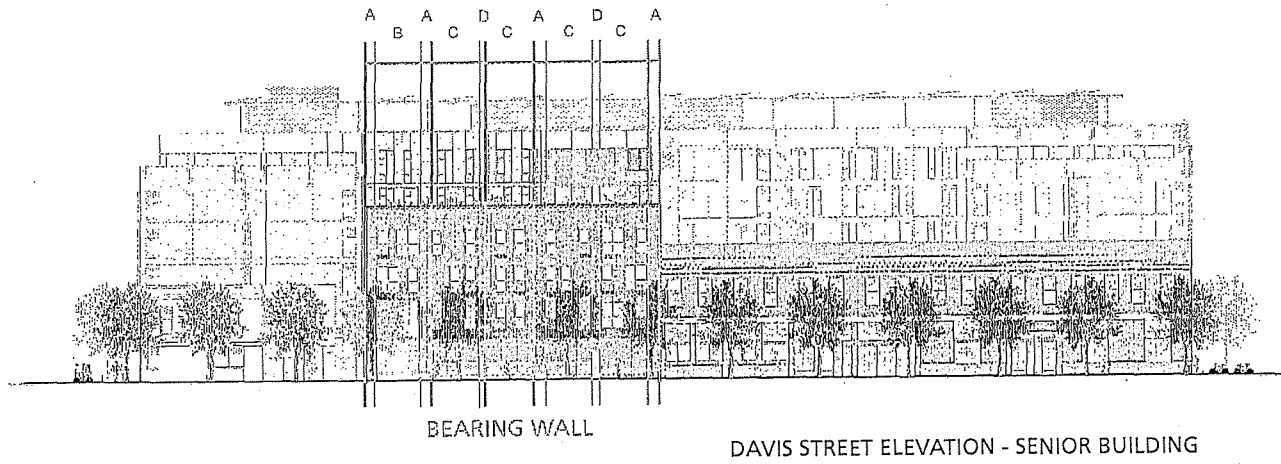 A A D A D A
B C C C C
BEARING WALL
DAVIS STREET ELEVATION - SENIOR BUILDING